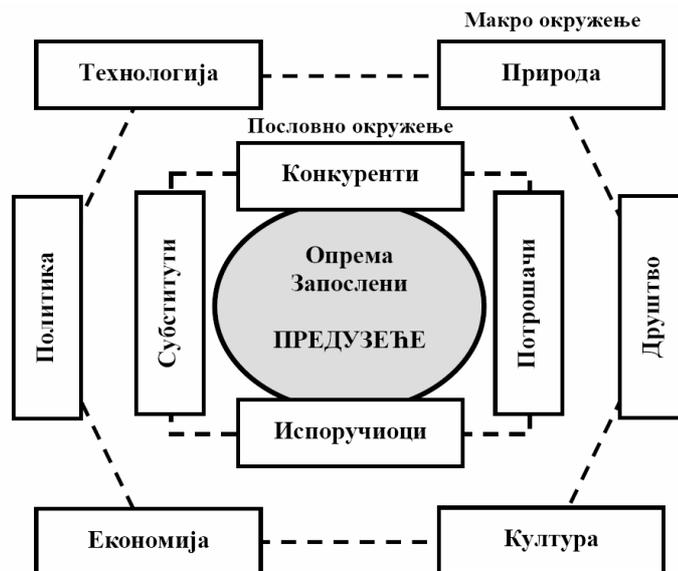 Макро окружење
Технологија
Природа
Пословно окружење
Конкуренти
Политика
Субститути
Опрема
Запослени
ПРЕДУЗЕЋЕ
Потрошачи
Друштво
Испоручиоци
Економија
Култура